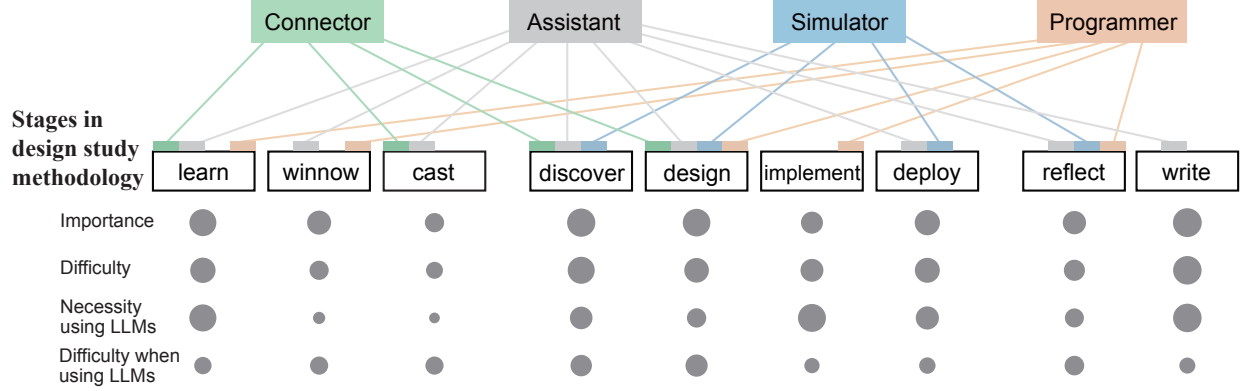 Connector
Assistant
Simulator
Programmer
Stages in
design study
methodology
learn
winnow
cast
discover
design
implement
deploy
reflect
write
Importance
Difficulty
Necessity
using LLMs
Difficulty when
using LLMs